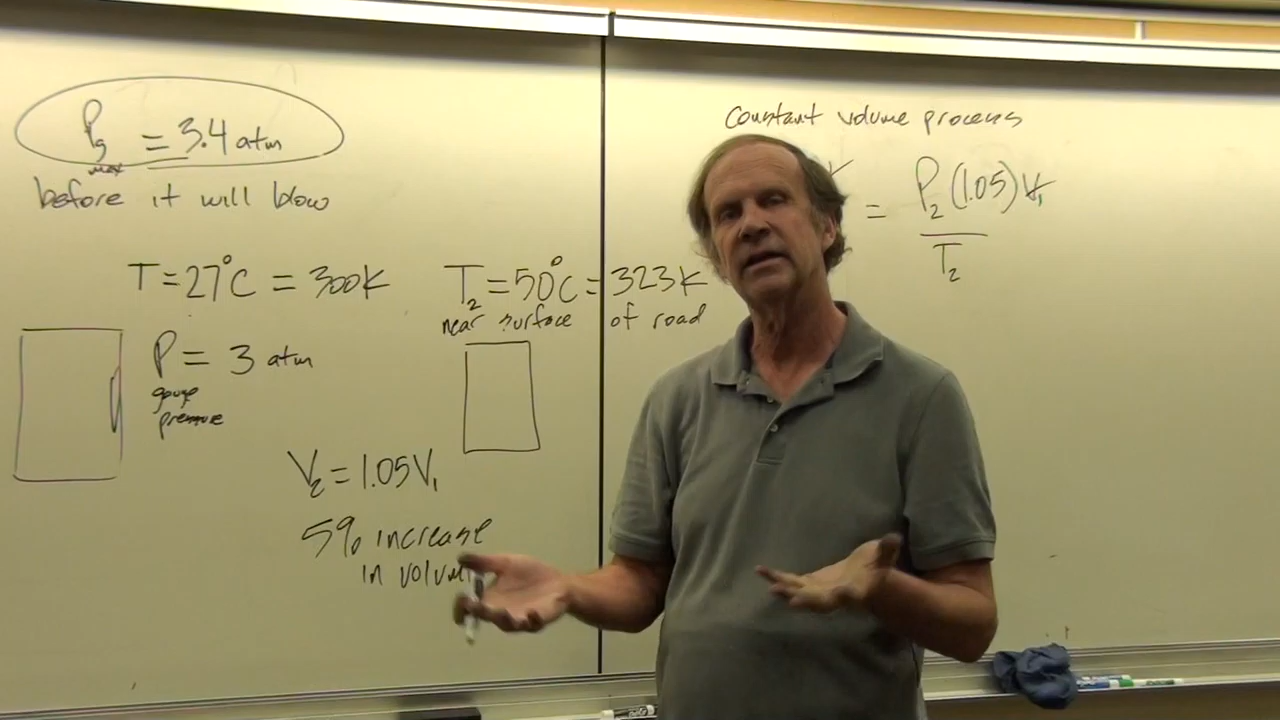 Pg max = 3.4 atm
before it will blow
T = 27°C = 300K
P = 3 atm
gauge
pressure
T₂ = 50°C = 323K
near surface of road
V₂ = 1.05V₁
5% increase
in volum
Constant volume process
= P₂(1.05)V₁
T₂